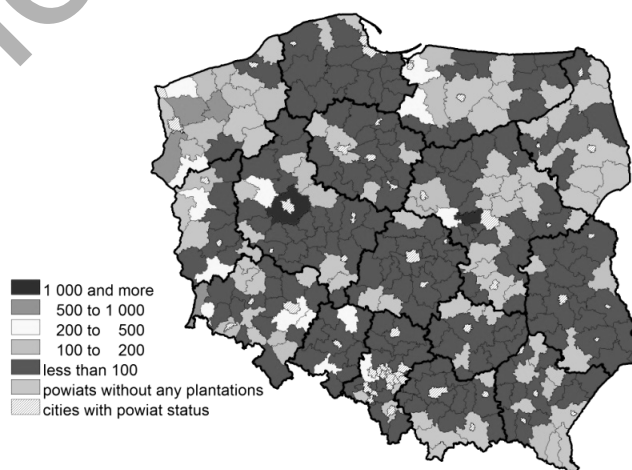 1 000 and more
500 to 1 000
200 to 500
100 to 200
less than 100
powiats without any plantations
cities with powiat status